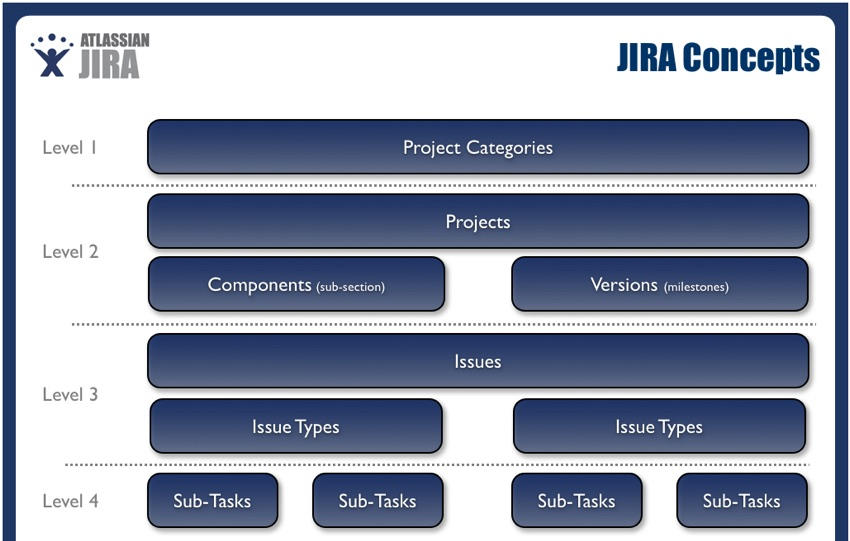 ATLASSIAN
JIRA
JIRA Concepts
Level 1
Project Categories
Level 2
Projects
Components (sub-section)
Versions (milestones)
Level 3
Issues
Issue Types
Issue Types
Level 4
Sub-Tasks
Sub-Tasks
Sub-Tasks
Sub-Tasks